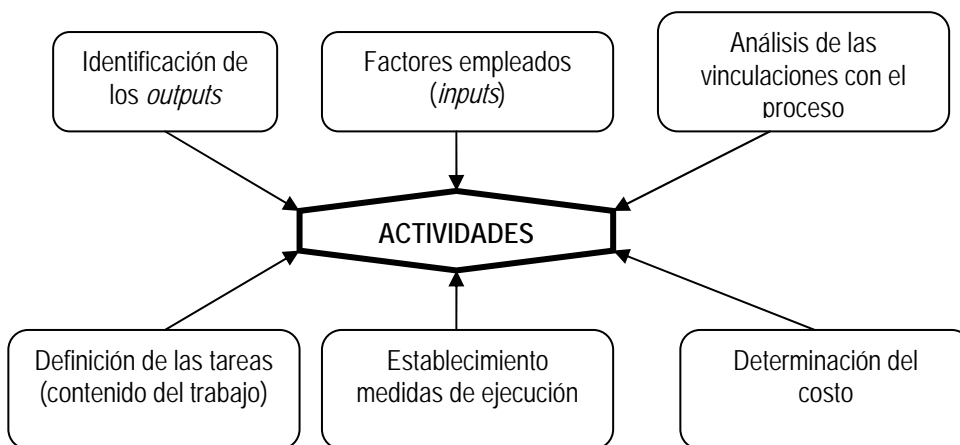 Identificación de
los outputs
Factores empleados
(inputs)
Análisis de las
vinculaciones con el
proceso
ACTIVIDADES
Definición de las tareas
(contenido del trabajo)
Establecimiento
medidas de ejecución
Determinación del
costo